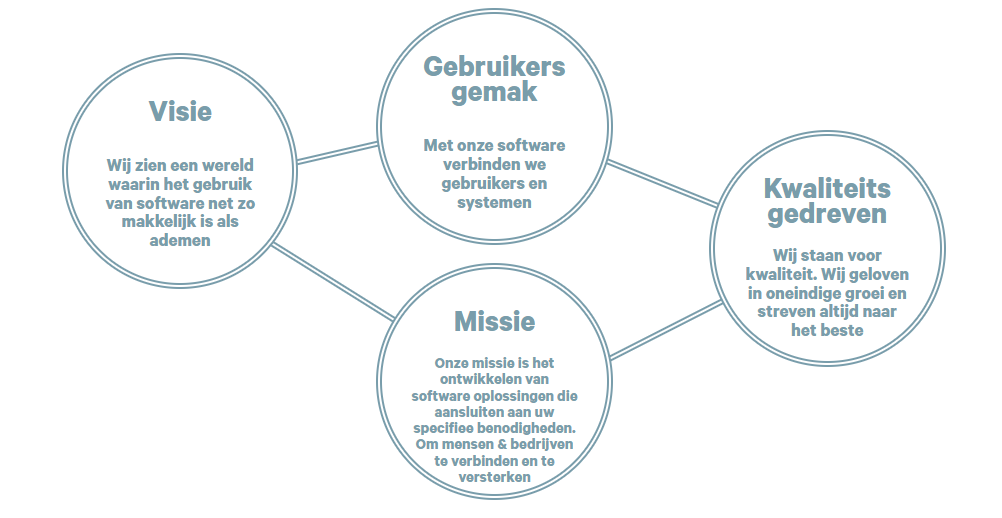 Visie
Wij zien een wereld
waarin het gebruik
van software net zo
makkelijk is als
ademen
Gebruikers
gemak
Met onze software
verbinden we
gebruikers en
systemen
Missie
Onze missie is het
ontwikkelen van
software oplossingen die
aansluiten aan uw
specifiee benodigheden.
Om mensen & bedrijven
te verbinden en te
versterken
Kwaliteits
gedreven
Wij staan voor
kwaliteit. Wij geloven
in oneindige groei en
streven altijd naar
het beste